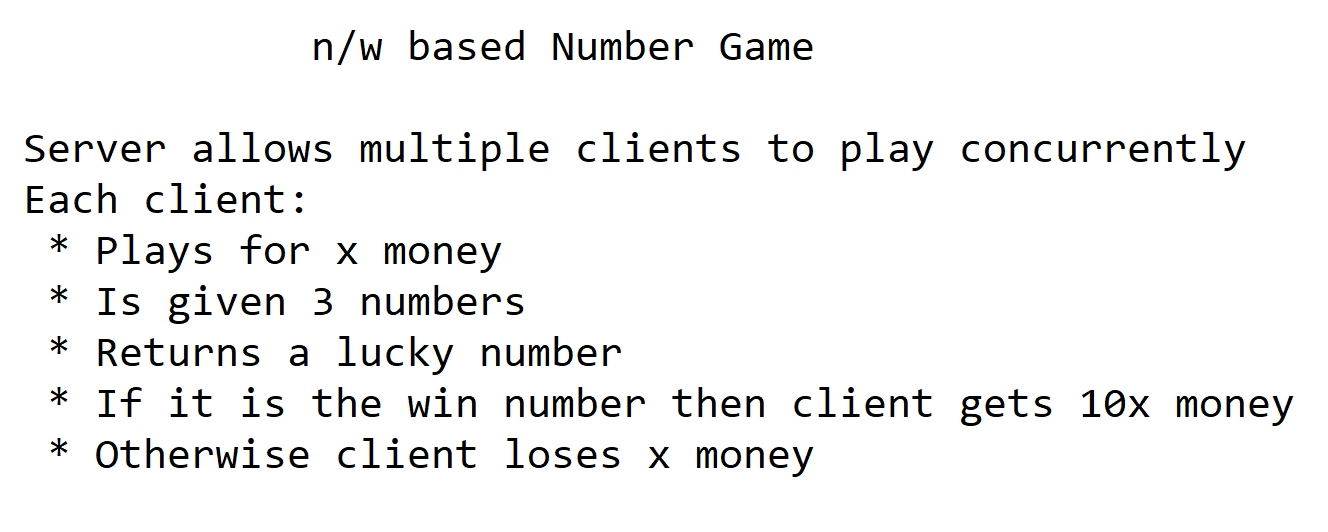 n/w based Number Game
Server allows multiple clients to play concurrently
Each client:
* Plays for x money
* Is given 3 numbers
* Returns a lucky number
* If it is the win number then client gets 10x money
* Otherwise client loses x money